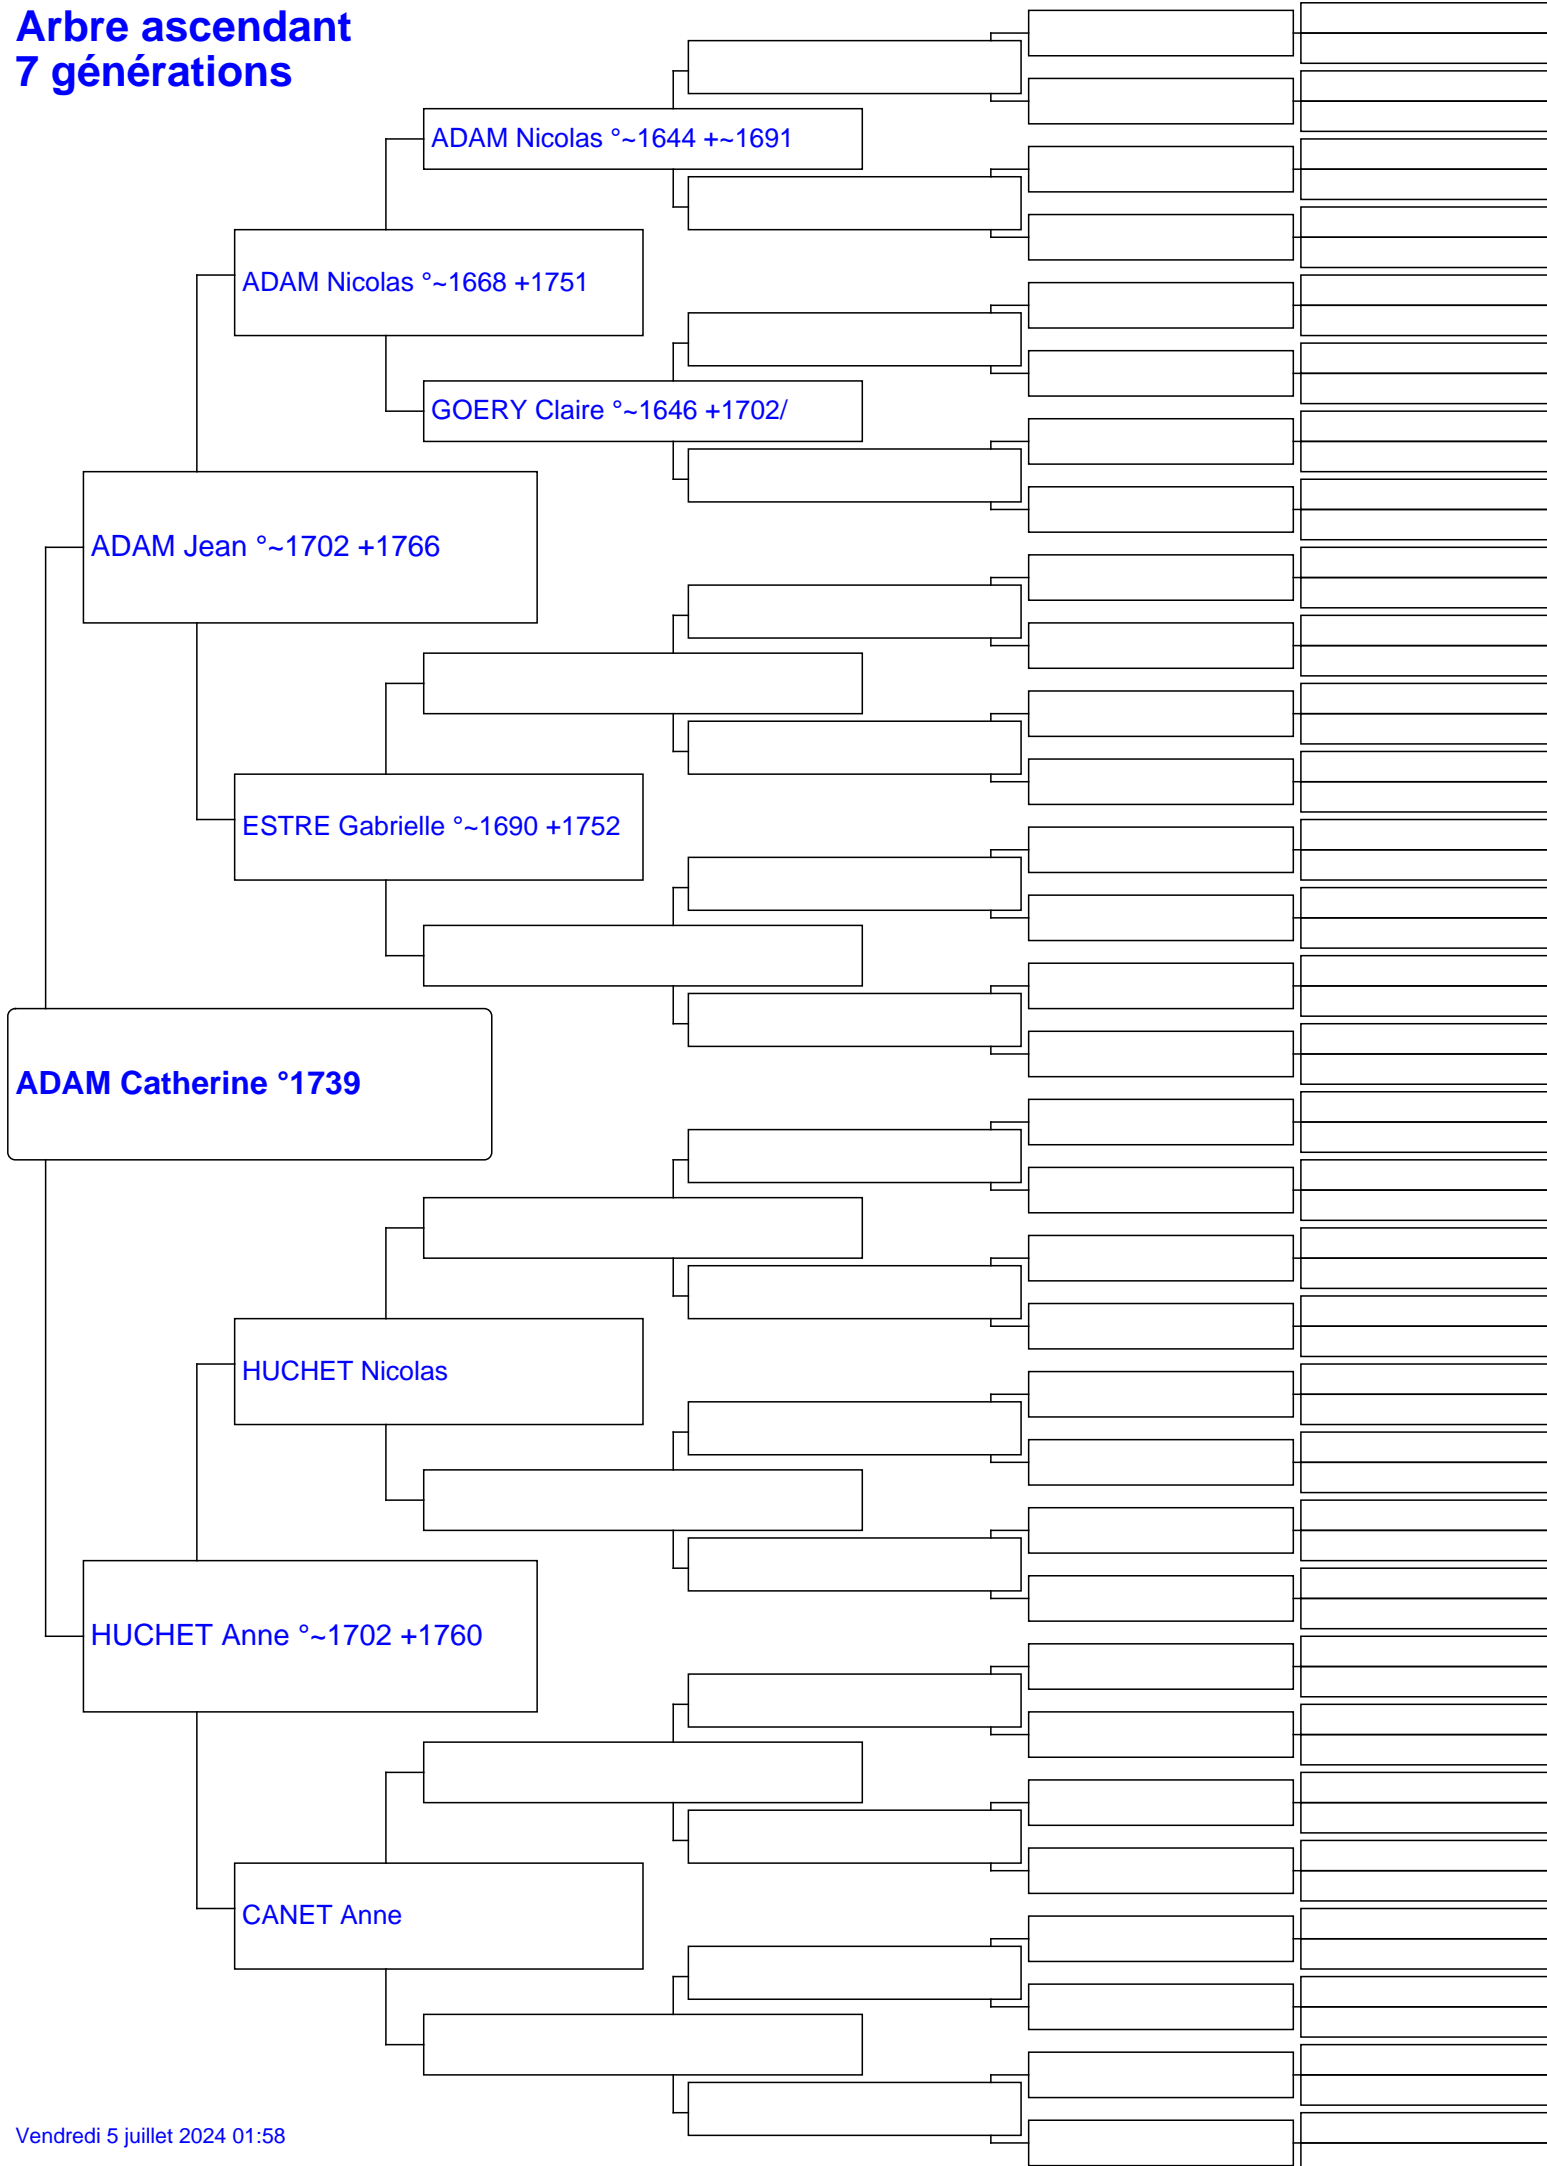 Arbre ascendant
7 générations
ADAM Nicolas °~1644 +~1691
ADAM Nicolas °~1668 +1751
GOERY Claire °~1646 +1702/
ADAM Jean °~1702 +1766
ESTRE Gabrielle °~1690 +1752
ADAM Catherine °1739
HUCHET Nicolas
HUCHET Anne °~1702 +1760
CANET Anne
Vendredi 5 juillet 2024 01:58